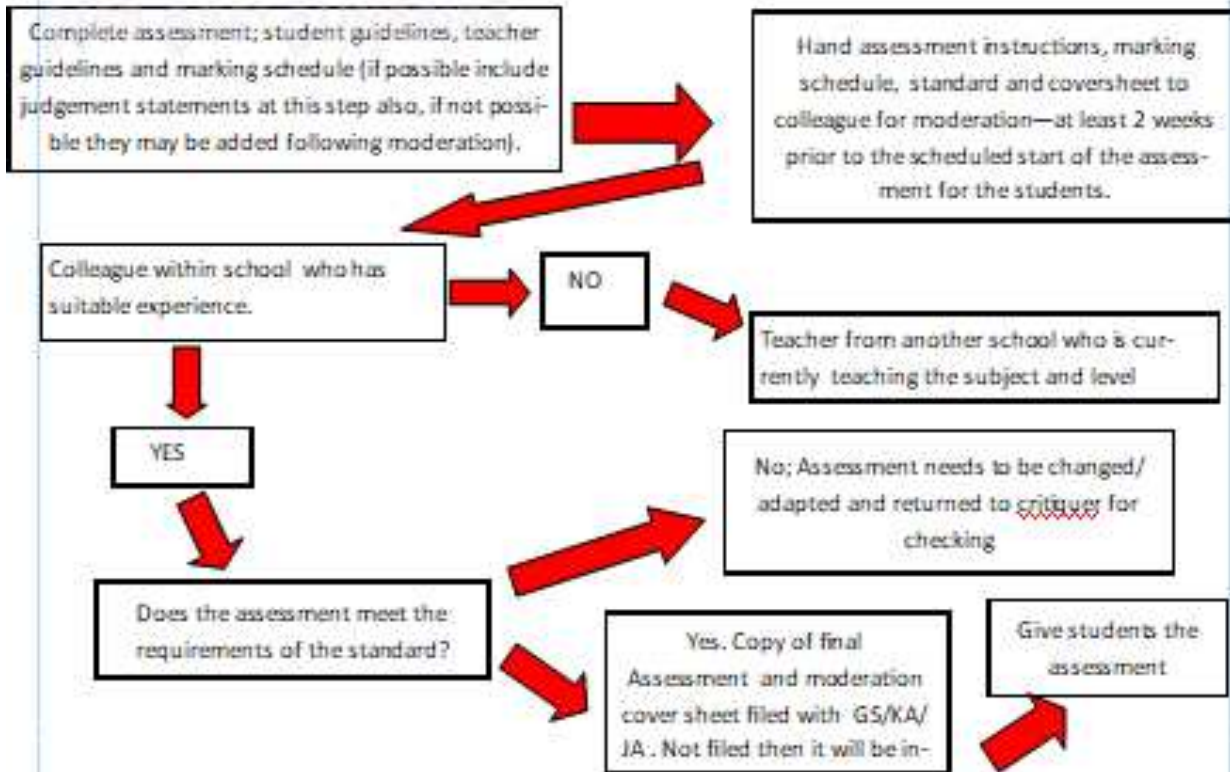 Complete assessment; student guidelines, teacher
guidelines and marking schedule (if possible include
judgement statements at this step also, if not possi-
ble they may be added following moderation).
Hand assessment instructions, marking
schedule, standard and coversheet to
colleague for moderation—at least 2 weeks
prior to the scheduled start of the assess-
ment for the students.
Colleague within school who has
suitable experience.
NO
Teacher from another school who is cur-
rently teaching the subject and level
YES
No; Assessment needs to be changed/
adapted and returned to critiquer for
checking
Does the assessment meet the
requirements of the standard?
Yes. Copy of final
Assessment and moderation
cover sheet filed with GS/KA/
JA . Not filed then it will be in-
Give students the
assessment